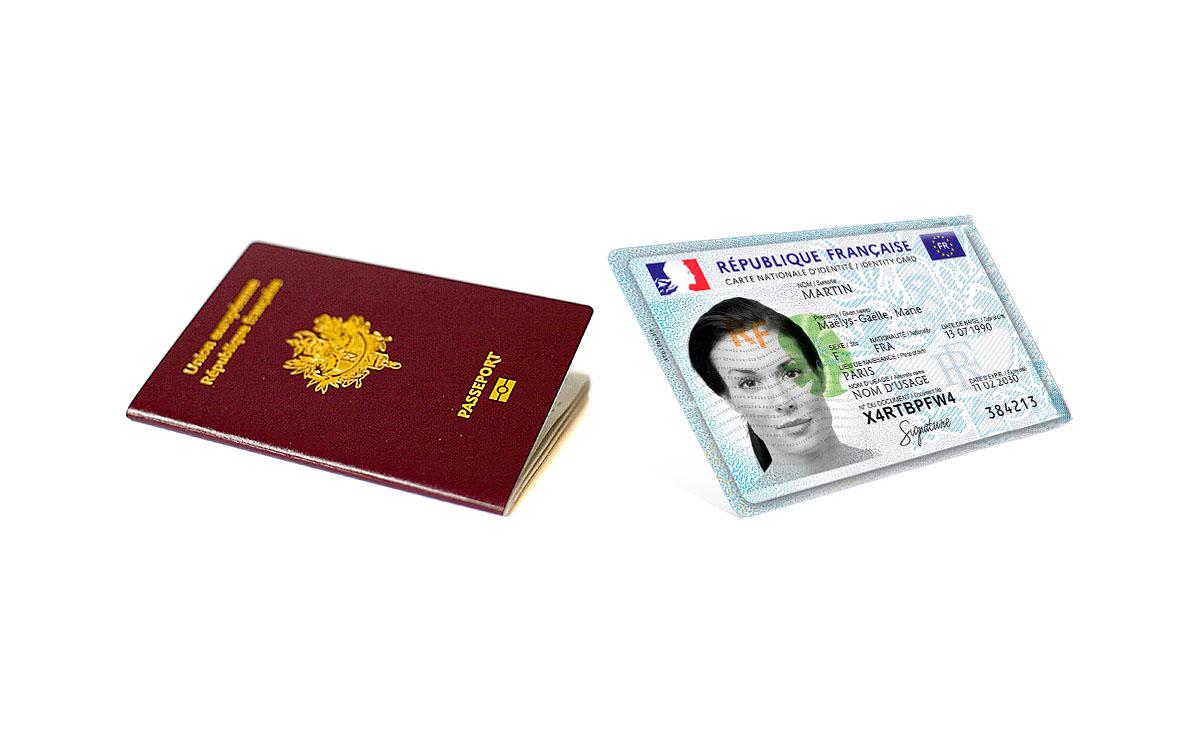 Union européenne
République Française
PASSEPORT
RÉPUBLIQUE FRANÇAISE
FR
CARTE NATIONALE D'IDENTITÉ / IDENTITY CARD
NOM / Surname
MARTIN
Prénoms / Given names
Maëlys-Gaëlle, Marie
SEXE / Sex NATIONALITÉ / Nationality DATE DE NAISS. / Date of birth
F FRA 13 07 1990
LIEU DE NAISSANCE / Place of birth
PARIS
NOM D'USAGE / Alternate name
NOM D'USAGE
DATE D'EXPIR. / Expiry date
11 02 2030
N° DU DOCUMENT / Document No
X4RTBPFW4
384213
Signature
RF